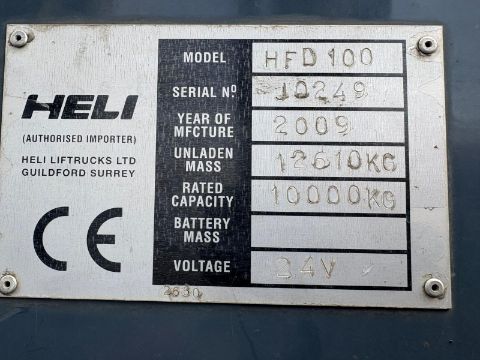 HELI
(AUTHORISED IMPORTER)
HELI LIFTRUCKS LTD
GUILDFORD SURREY
CE
MODEL HFD100
SERIAL Nº 10249
YEAR OF MFCTURE 2009
UNLADEN MASS 12610KG
RATED CAPACITY 10000KG
BATTERY MASS
VOLTAGE 24V
2630